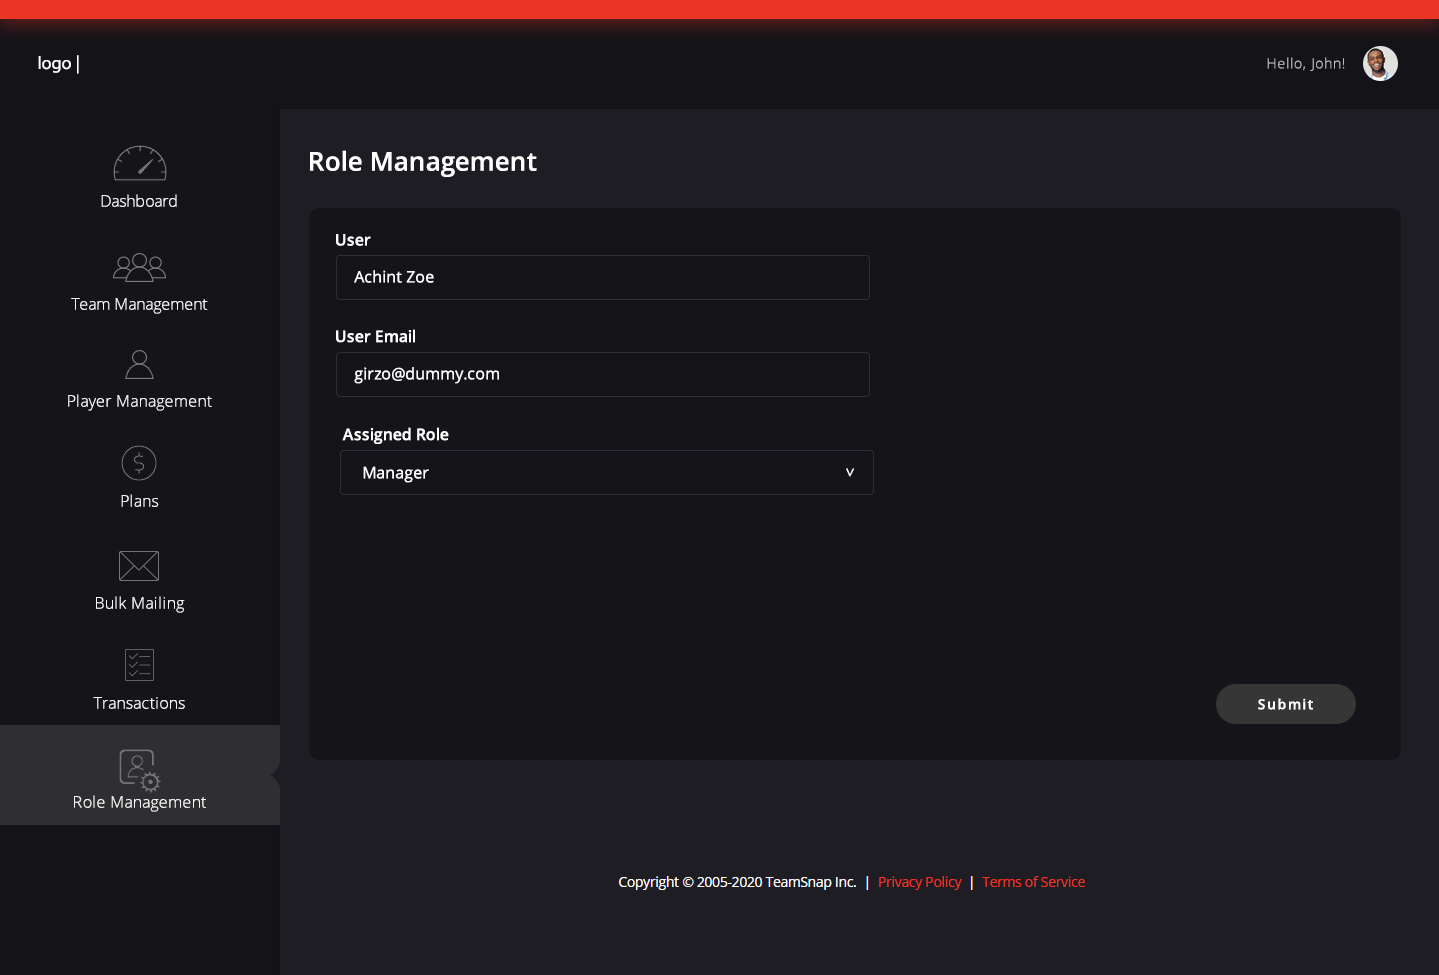 logo |
Hello, John!
Dashboard
Team Management
Player Management
Plans
Bulk Mailing
Transactions
Role Management
Role Management
User
Achint Zoe
User Email
girzo@dummy.com
Assigned Role
Manager
Submit
Copyright © 2005-2020 TeamSnap Inc. | Privacy Policy | Terms of Service